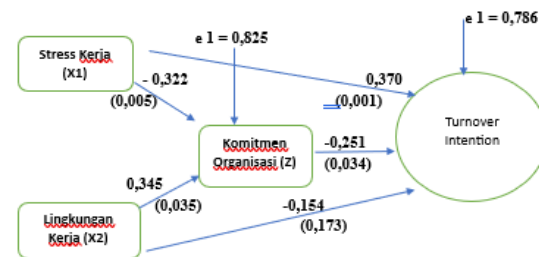 e 1 = 0,786
e 1 = 0,825
Stress Kerja
(X1)
- 0,322
(0,005)
0,370
(0,001)
Turnover
Intention
Komitmen
Organisasi (Z)
-0,251
(0,034)
0,345
(0,035)
-0,154
(0,173)
Lingkungan
Kerja (X2)